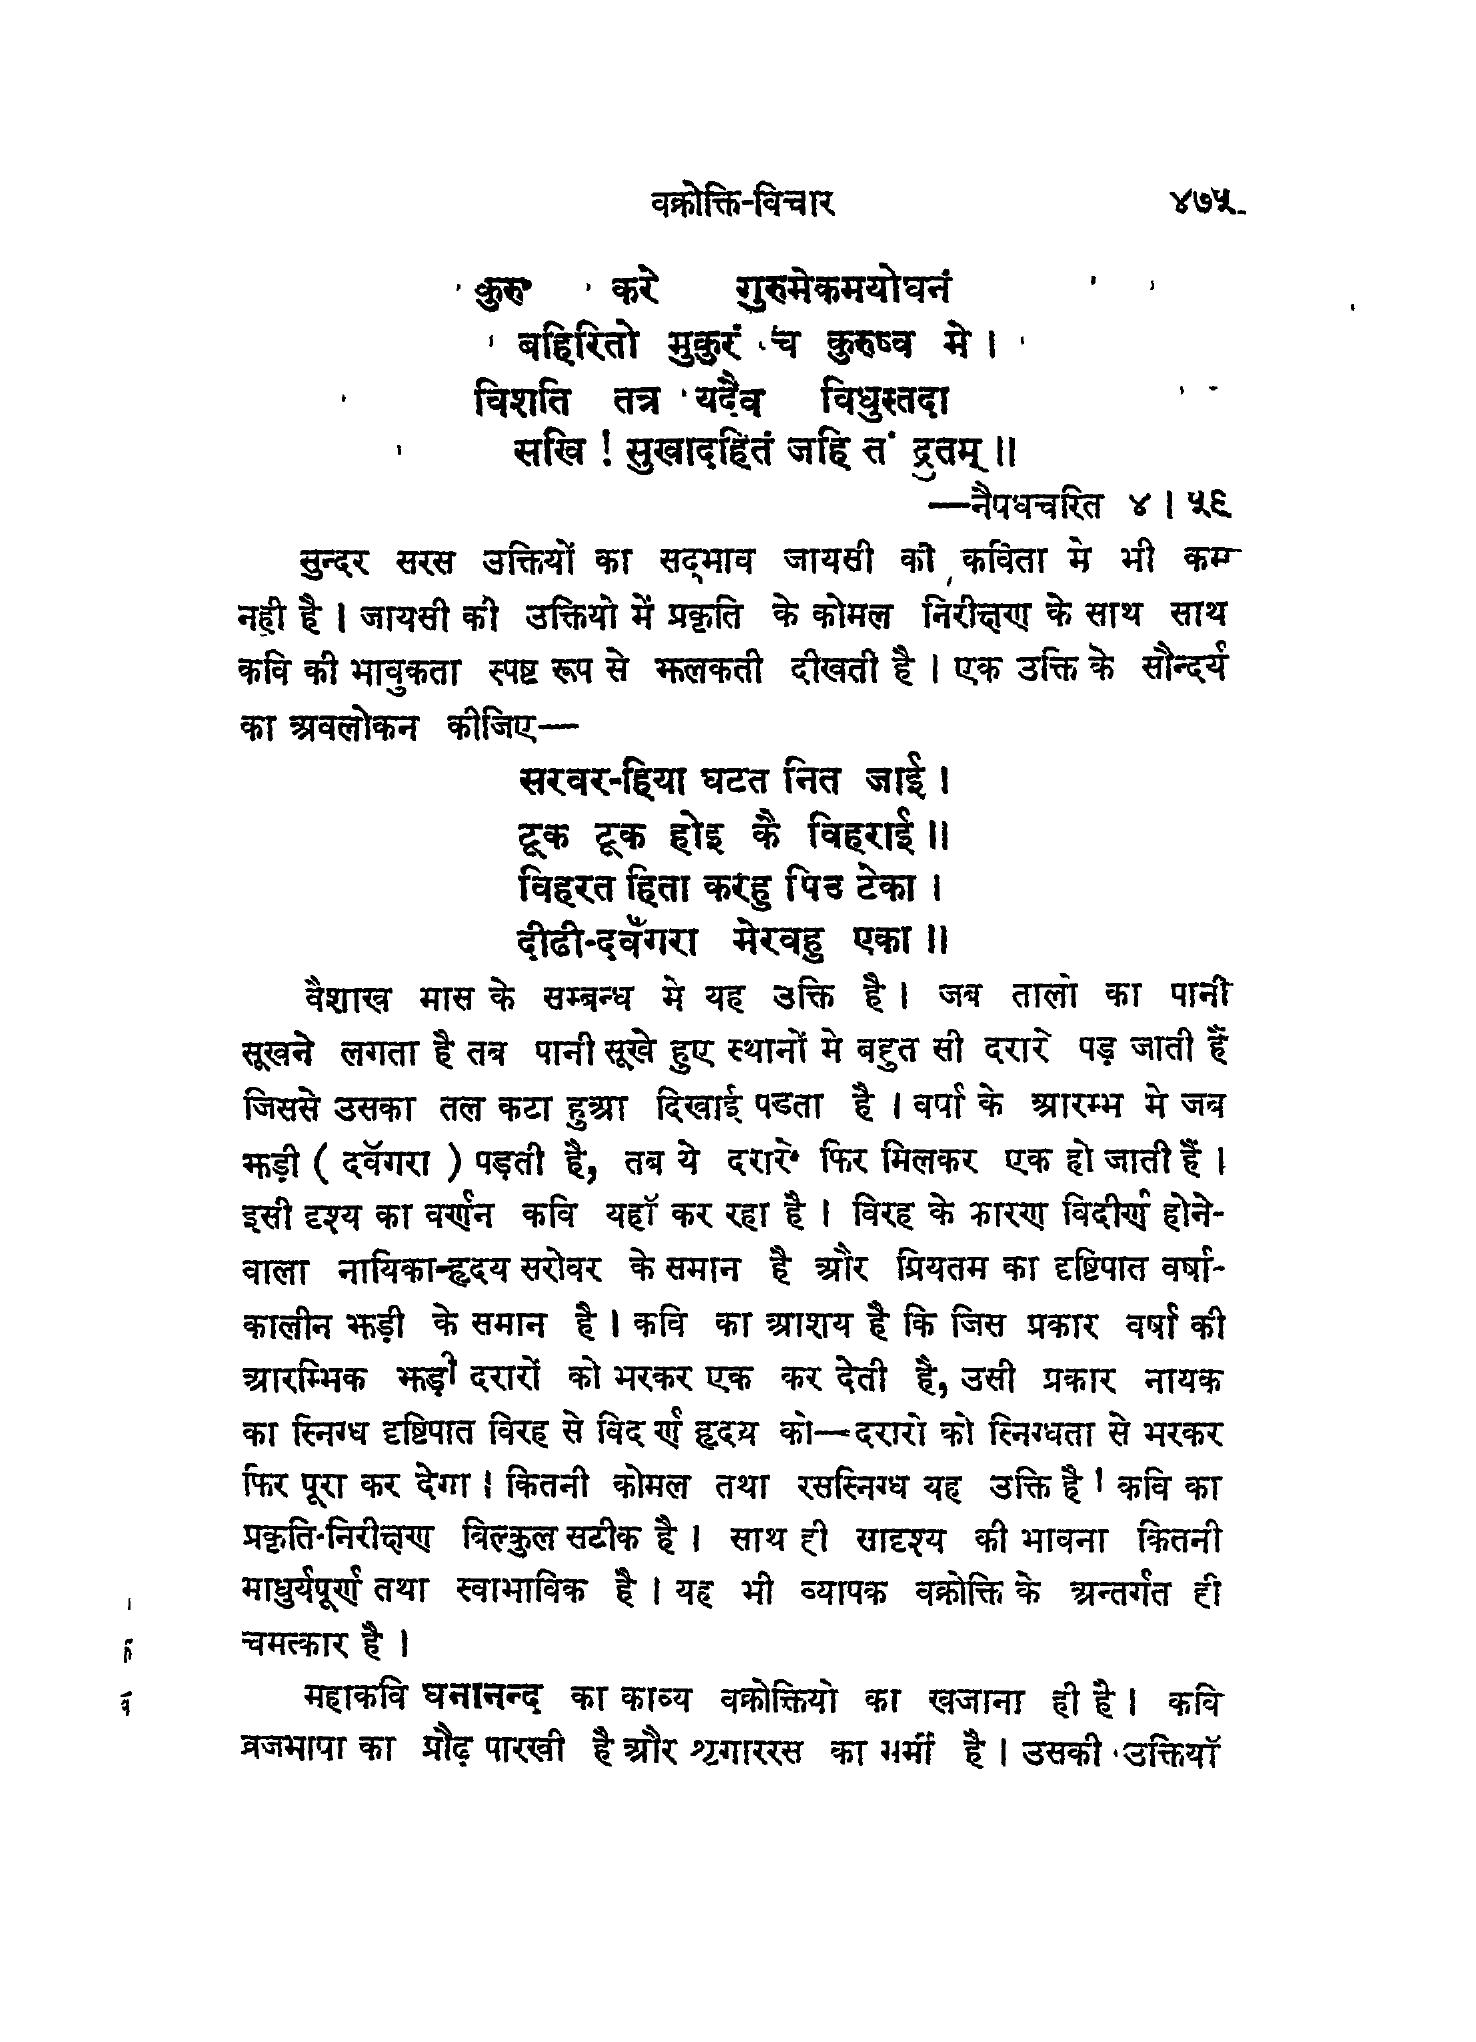 वक्रोक्ति-विचार ४७५
कुरु करे गुरुमेकमयोघनं
बहिरितो मुकुरं च कुरुष्व मे ।
विशति तत्र यदैव विधुस्तदा
सखि ! सुखादहितं जहि तं द्रुतम् ॥
—नैपधचरित ४ । ५९
सुन्दर सरस उक्तियों का सद्भाव जायसी की कविता मे भी कम
नही है । जायसी की उक्तियो में प्रकृति के कोमल निरीक्षण के साथ साथ
कवि की भावुकता स्पष्ट रूप से झलकती दीखती है । एक उक्ति के सौन्दर्य
का अवलोकन कीजिए—
सरवर-हिया घटत नित जाई ।
टूक टूक होइ कै विहराई ॥
विहरत हिता करहु पिउ टेका ।
दीढी-दवँगरा मेरवहु एका ॥
वैशाख मास के सम्बन्ध मे यह उक्ति है । जब तालो का पानी
सूखने लगता है तब पानी सूखे हुए स्थानों मे बहुत सी दरारे पड़ जाती हैं
जिससे उसका तल कटा हुआ दिखाई पडता है । वर्पा के आरम्भ मे जब
झड़ी ( दवॅगरा ) पड़ती है, तब ये दरारे फिर मिलकर एक हो जाती हैं ।
इसी दृश्य का वर्णन कवि यहॉ कर रहा है । विरह के कारण विदीर्ण होने-
वाला नायिका-हृदय सरोवर के समान है और प्रियतम का दृष्टिपात वर्षा-
कालीन झड़ी के समान है । कवि का आशय है कि जिस प्रकार वर्षा की
आरम्भिक झड़ी दरारों को भरकर एक कर देती है, उसी प्रकार नायक
का स्निग्ध दृष्टिपात विरह से विद र्ण हृदय को—दरारो को स्निग्धता से भरकर
फिर पूरा कर देगा ! कितनी कोमल तथा रसस्निग्ध यह उक्ति है ! कवि का
प्रकृति-निरीक्षण बिल्कुल सटीक है । साथ ही सादृश्य की भावना कितनी
माधुर्यपूर्ण तथा स्वाभाविक है । यह भी व्यापक वक्रोक्ति के अन्तर्गत ही
चमत्कार है ।
महाकवि घनानन्द का काव्य वक्रोक्तियो का खजाना ही है । कवि
व्रजभापा का प्रौढ़ पारखी है और शृगाररस का मर्मी है । उसकी उक्तियॉ